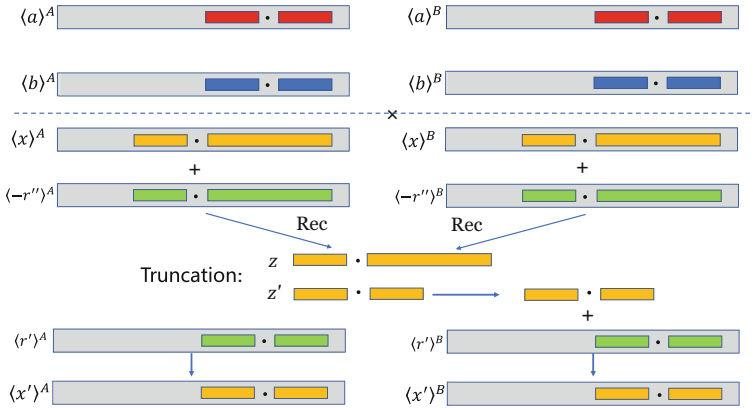 ⟨a⟩^A ⟨a⟩^B
⟨b⟩^A ⟨b⟩^B
×
⟨x⟩^A ⟨x⟩^B
+ +
⟨−r''⟩^A ⟨−r''⟩^B
Rec Rec
z
Truncation:
z'
+
⟨r'⟩^A ⟨r'⟩^B
⟨x'⟩^A ⟨x'⟩^B